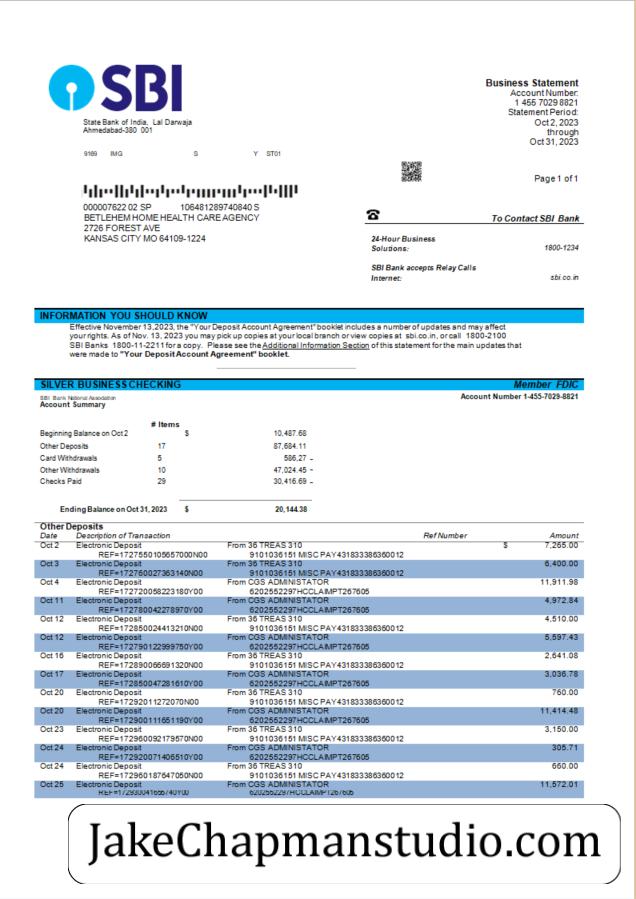 SBI
State Bank of India, Lal Darwaja
Ahmedabad-380 001
Business Statement
Account Number:
1 455 7029 8821
Statement Period:
Oct 2, 2023
through
Oct 31, 2023
9169 IMG S Y ST01
Page 1 of 1
000007622 02 SP 106481289740840 S
BETLEHEM HOME HEALTH CARE AGENCY
2726 FOREST AVE
KANSAS CITY MO 64109-1224
To Contact SBI Bank
24-Hour Business
Solutions: 1800-1234
SBI Bank accepts Relay Calls
Internet: sbi.co.in
INFORMATION YOU SHOULD KNOW
Effective November 13,2023, the "Your Deposit Account Agreement" booklet includes a number of updates and may affect
your rights. As of Nov. 13, 2023 you may pick up copies at your local branch or view copies at sbi.co.in, or call 1800-2100
SBI Banks 1800-11-2211 for a copy. Please see the Additional Information Section of this statement for the main updates that
were made to "Your Deposit Account Agreement" booklet.
SILVER BUSINESS CHECKING Member FDIC
SBI Bank National Association Account Number 1-455-7029-8821
Account Summary
# Items
Beginning Balance on Oct 2 $ 10,487.68
Other Deposits 17 87,684.11
Card Withdrawals 5 586,27 -
Other Withdrawals 10 47,024.45 -
Checks Paid 29 30,416.69 -
Ending Balance on Oct 31, 2023 $ 20,144.38
Other Deposits
Date Description of Transaction Ref Number Amount
Oct 2 Electronic Deposit From 36 TREAS 310 $ 7,265.00
REF=1727550105657000N00 9101036151 MISC PAY431833386360012
Oct 3 Electronic Deposit From 36 TREAS 310 6,400.00
REF=172760027363140N00 9101036151 MISC PAY431833386360012
Oct 4 Electronic Deposit From CGS ADMINISTATOR 11,911.98
REF=172720058223180Y00 6202552297HCCLAIMPT267605
Oct 11 Electronic Deposit From CGS ADMINISTATOR 4,972.84
REF=172780042278970Y00 6202552297HCCLAIMPT267605
Oct 12 Electronic Deposit From 36 TREAS 310 4,510.00
REF=172850024413210N00 9101036151 MISC PAY431833386360012
Oct 12 Electronic Deposit From CGS ADMINISTATOR 5,597.43
REF=172790122999750Y00 6202552297HCCLAIMPT267605
Oct 16 Electronic Deposit From 36 TREAS 310 2,641.08
REF=172890066691320N00 9101036151 MISC PAY431833386360012
Oct 17 Electronic Deposit From CGS ADMINISTATOR 3,036.78
REF=172850047281610Y00 6202552297HCCLAIMPT267605
Oct 20 Electronic Deposit From 36 TREAS 310 760.00
REF=17292011272070N00 9101036151 MISC PAY431833386360012
Oct 20 Electronic Deposit From CGS ADMINISTATOR 11,414.48
REF=172900111651190Y00 6202552297HCCLAIMPT267605
Oct 23 Electronic Deposit From 36 TREAS 310 3,150.00
REF=172960092179570N00 9101036151 MISC PAY431833386360012
Oct 24 Electronic Deposit From CGS ADMINISTATOR 305.71
REF=172920071406510Y00 6202552297HCCLAIMPT267605
Oct 24 Electronic Deposit From 36 TREAS 310 660.00
REF=172960187647050N00 9101036151 MISC PAY431833386360012
Oct 25 Electronic Deposit From CGS ADMINISTATOR 11,572.01
REF=172930041655740Y00 6202552297HCCLAIMPT267605
JakeChapmanstudio.com